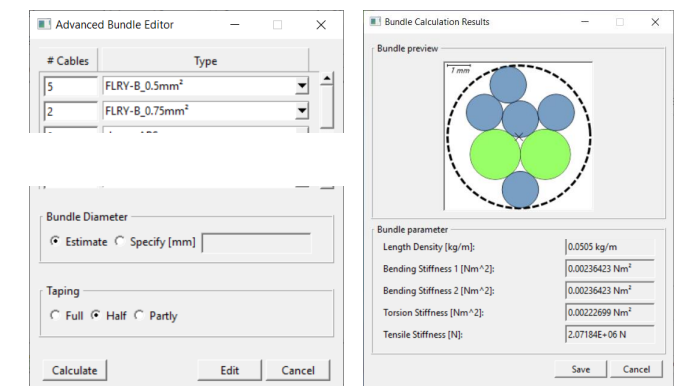 Advanced Bundle Editor
# Cables Type
5 FLRY-B_0.5mm²
2 FLRY-B_0.75mm²
Bundle Diameter
Estimate Specify [mm]
Taping
Full Half Partly
Calculate Edit Cancel
Bundle Calculation Results
Bundle preview
1 mm
Bundle parameter
Length Density [kg/m]: 0.0505 kg/m
Bending Stiffness 1 [Nm^2]: 0.00236423 Nm²
Bending Stiffness 2 [Nm^2]: 0.00236423 Nm²
Torsion Stiffness [Nm^2]: 0.00222699 Nm²
Tensile Stiffness [N]: 2.07184E+06 N
Save Cancel